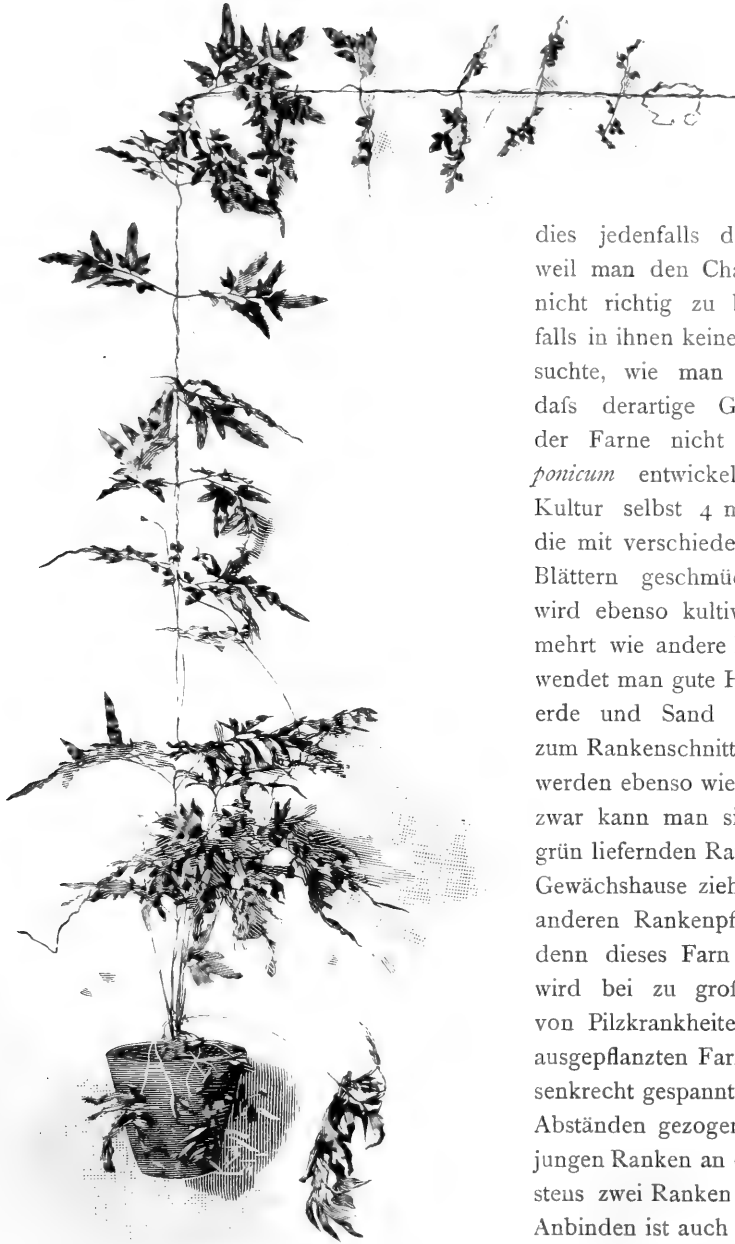 dies jedenfalls d
weil man den Cha
nicht richtig zu
falls in ihnen keine
suchte, wie man
daſs derartige G
der Farne nicht
ponicum entwickel
Kultur selbst 4 m
die mit verschiede
Blättern geschmü
wird ebenso kultiv
mehrt wie andere
wendet man gute H
erde und Sand
zum Rankenschnitt
werden ebenso wie
zwar kann man si
grün liefernden Ra
Gewächshause zieh
anderen Rankenpf
denn dieses Farn
wird bei zu groſ
von Pilzkrankheite
ausgepflanzten Far
senkrecht gespannt
Abständen gezogen
jungen Ranken an
stens zwei Ranken
Anbinden ist auch